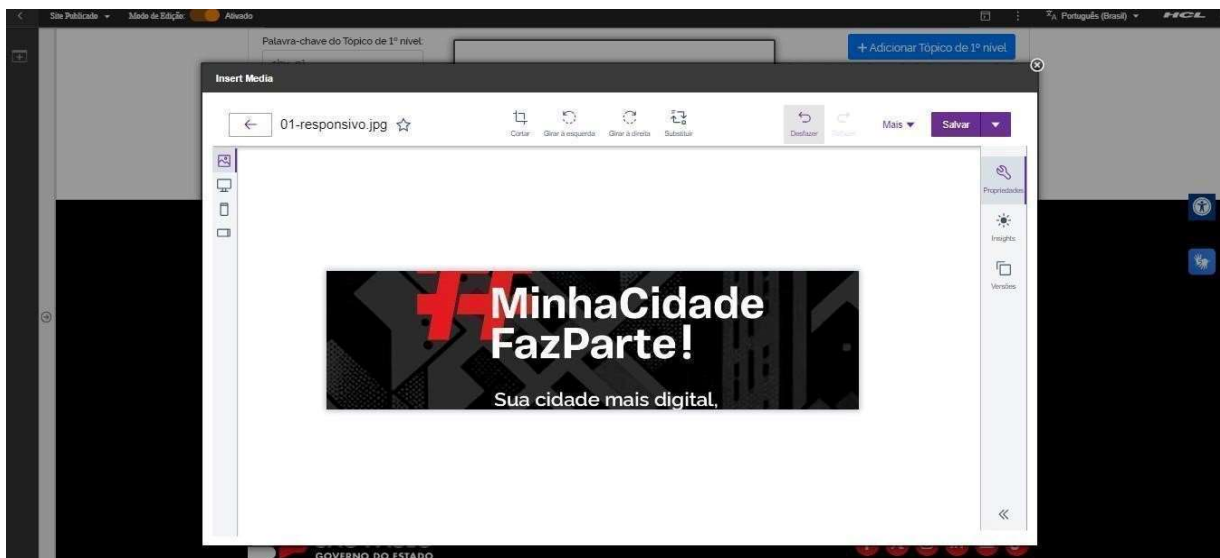 Site Publicado
Modo de Edição:
Ativado
Português (Brasil)
HCL
Palavra-chave do Tópico de 1º nível:
+ Adicionar Tópico de 1º nível
Insert Media
01-responsivo.jpg
Cortar
Girar à esquerda
Girar à direita
Substituir
Desfazer
Mais
Salvar
Propriedades
Insights
Versões
#MinhaCidade
FazParte!
Sua cidade mais digital,
GOVERNO DO ESTADO